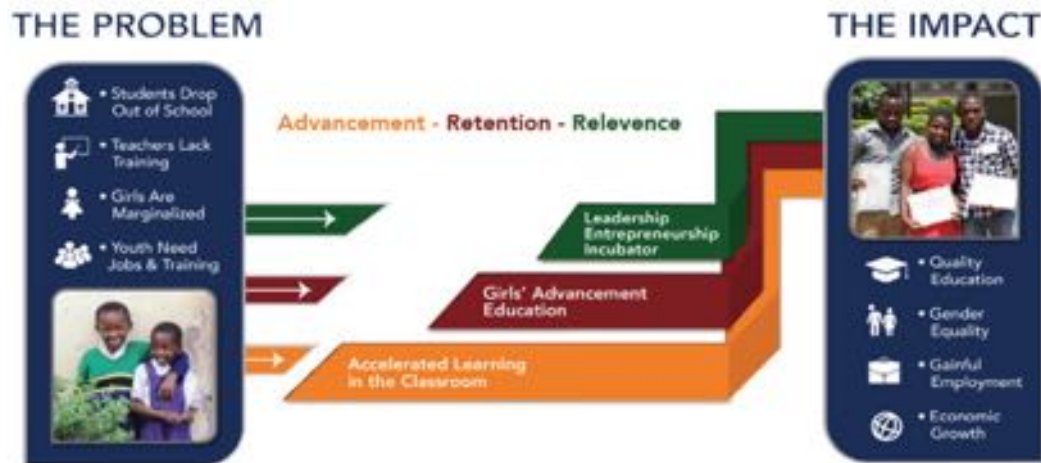 THE PROBLEM
• Students Drop
Out of School
• Teachers Lack
Training
• Girls Are
Marginalized
• Youth Need
Jobs & Training
Advancement - Retention - Relevence
Leadership
Entrepreneurship
Incubator
Girls' Advancement
Education
Accelerated Learning
in the Classroom
THE IMPACT
• Quality
Education
• Gender
Equality
• Gainful
Employment
• Economic
Growth